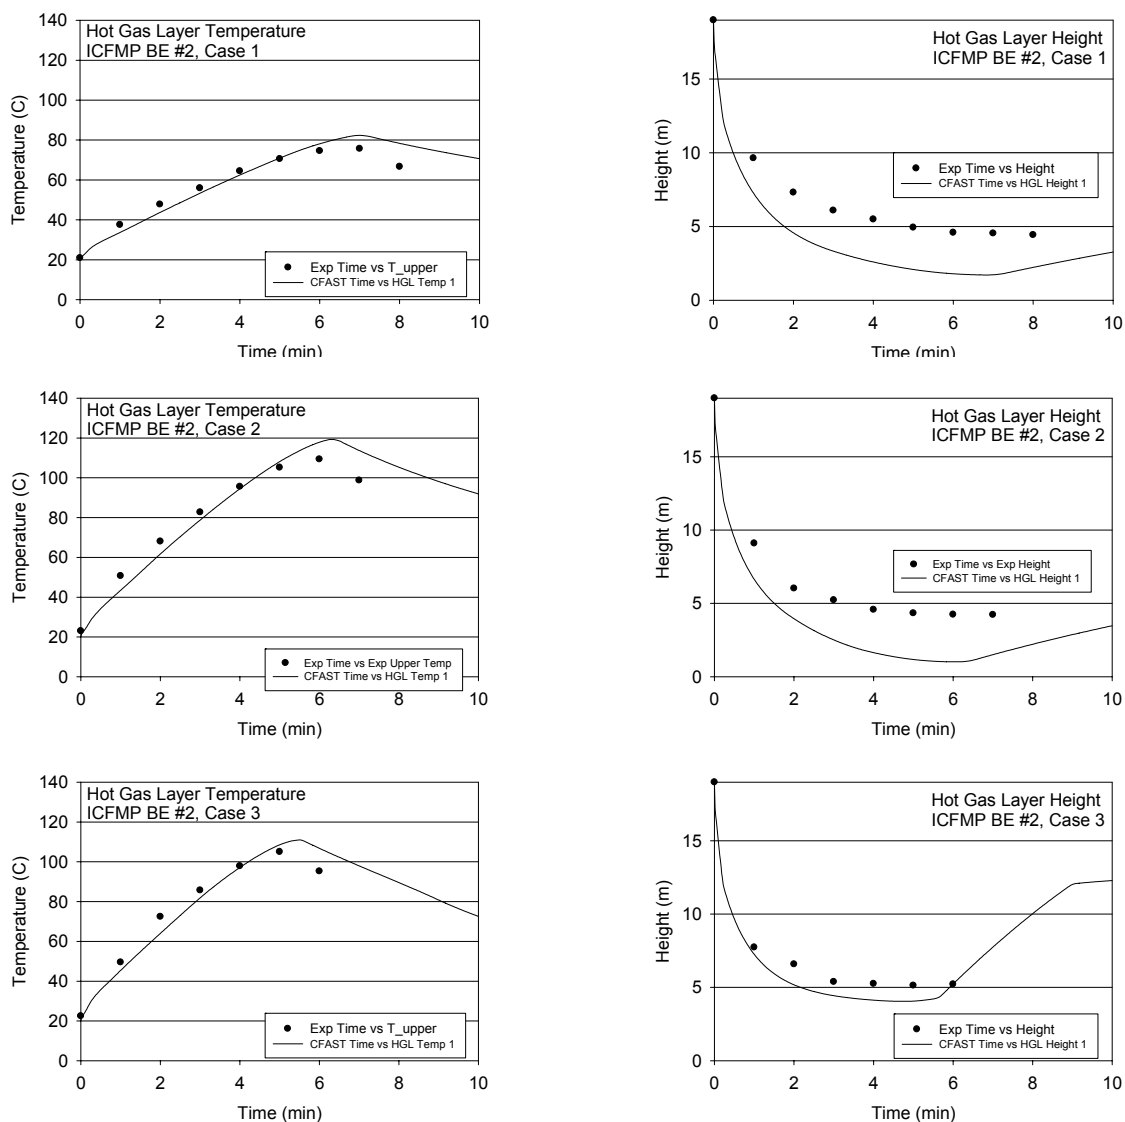 140
120
100
80
60
40
20
0
Temperature (C)
Hot Gas Layer Temperature
ICFMP BE #2, Case 1
Exp Time vs T_upper
CFAST Time vs HGL Temp 1
0 2 4 6 8 10
Time (min)
15
10
5
0
Height (m)
Hot Gas Layer Height
ICFMP BE #2, Case 1
Exp Time vs Height
CFAST Time vs HGL Height 1
0 2 4 6 8 10
Time (min)
140
120
100
80
60
40
20
0
Temperature (C)
Hot Gas Layer Temperature
ICFMP BE #2, Case 2
Exp Time vs Exp Upper Temp
CFAST Time vs HGL Temp 1
0 2 4 6 8 10
Time (min)
15
10
5
0
Height (m)
Hot Gas Layer Height
ICFMP BE #2, Case 2
Exp Time vs Exp Height
CFAST Time vs HGL Height 1
0 2 4 6 8 10
Time (min)
140
120
100
80
60
40
20
0
Temperature (C)
Hot Gas Layer Temperature
ICFMP BE #2, Case 3
Exp Time vs T_upper
CFAST Time vs HGL Temp 1
0 2 4 6 8 10
Time (min)
15
10
5
0
Height (m)
Hot Gas Layer Height
ICFMP BE #2, Case 3
Exp Time vs Height
CFAST Time vs HGL Height 1
0 2 4 6 8 10
Time (min)